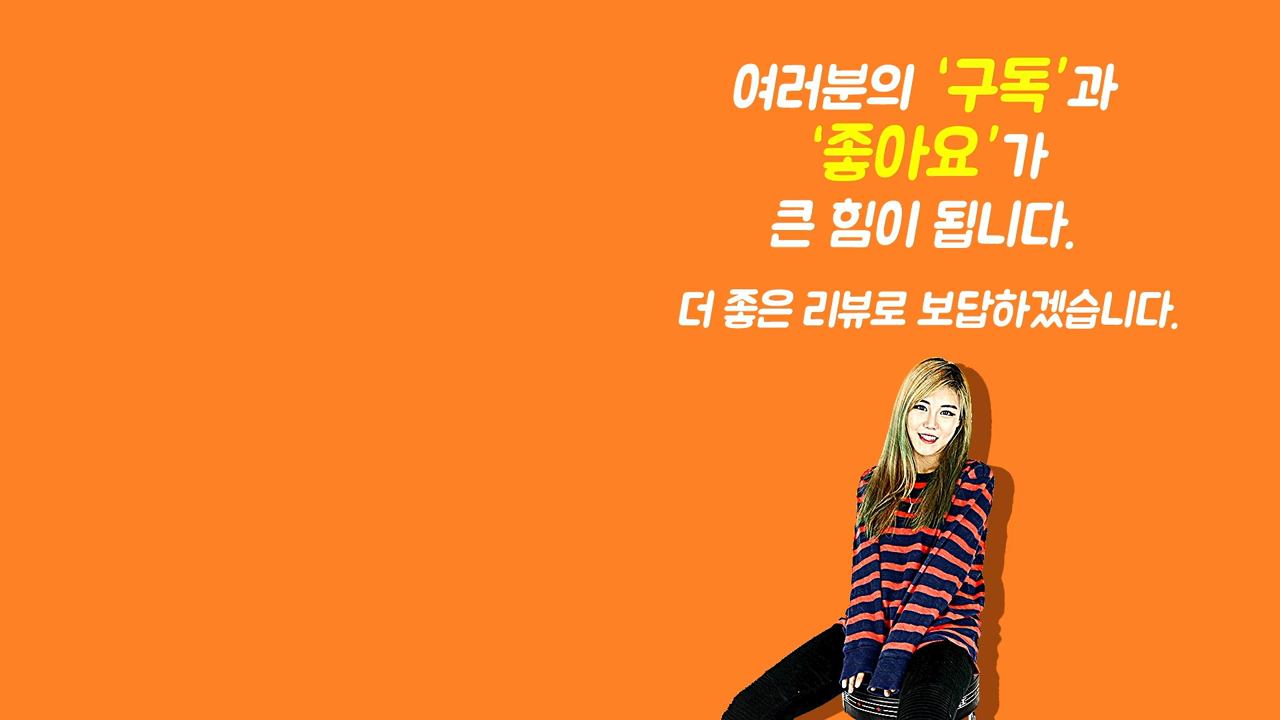 여러분의 '구독'과
'좋아요'가
큰 힘이 됩니다.
더 좋은 리뷰로 보답하겠습니다.